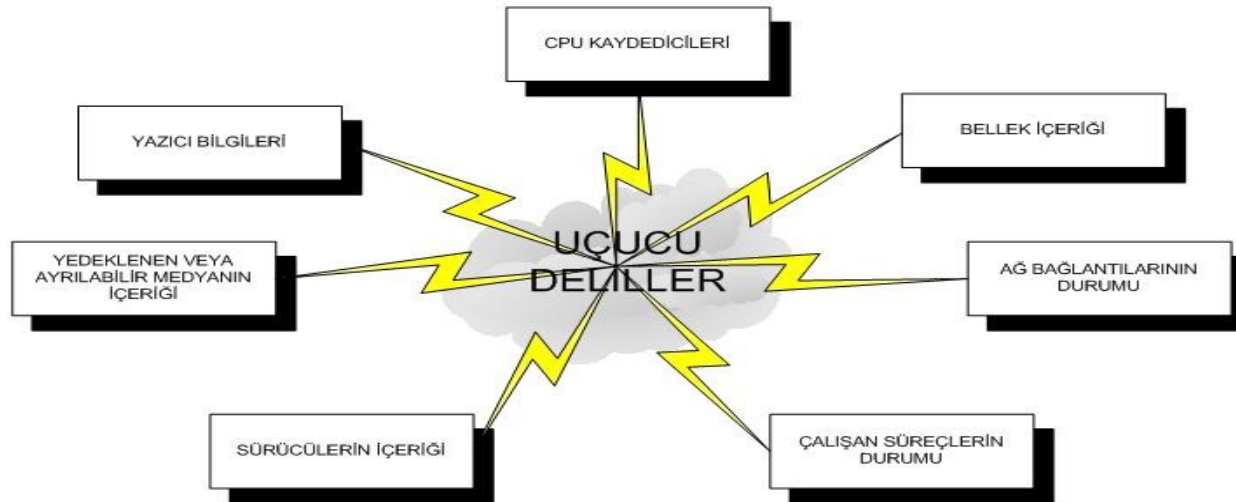 CPU KAYDEDİCİLERİ
YAZICI BİLGİLERİ
BELLEK İÇERİĞİ
UÇUCU
DELİLLER
YEDEKLENEN VEYA
AYRILABİLİR MEDYANIN
İÇERİĞİ
AĞ BAĞLANTILARININ
DURUMU
SÜRÜCÜLERİN İÇERİĞİ
ÇALIŞAN SÜREÇLERİN
DURUMU